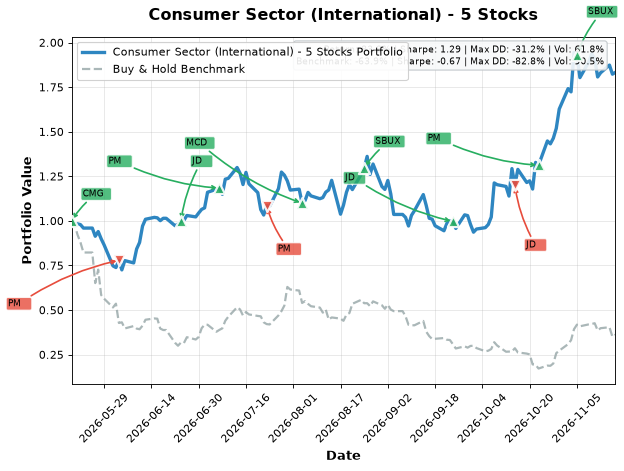 Consumer Sector (International) - 5 Stocks
SBUX
Consumer Sector (International) - 5 Stocks Portfolio
Buy & Hold Benchmark
Sharpe: 1.29 | Max DD: -31.2% | Vol: 61.8%
Benchmark: -63.9% | Sharpe: -0.67 | Max DD: -82.8% | Vol:
2.00
1.75
1.50
1.25
1.00
0.75
0.50
0.25
Portfolio Value
CMG
PM
PM
MCD
JD
PM
JD
SBUX
PM
JD
2026-05-29
2026-06-14
2026-06-30
2026-07-16
2026-08-01
2026-08-17
2026-09-02
2026-09-18
2026-10-04
2026-10-20
2026-11-05
Date